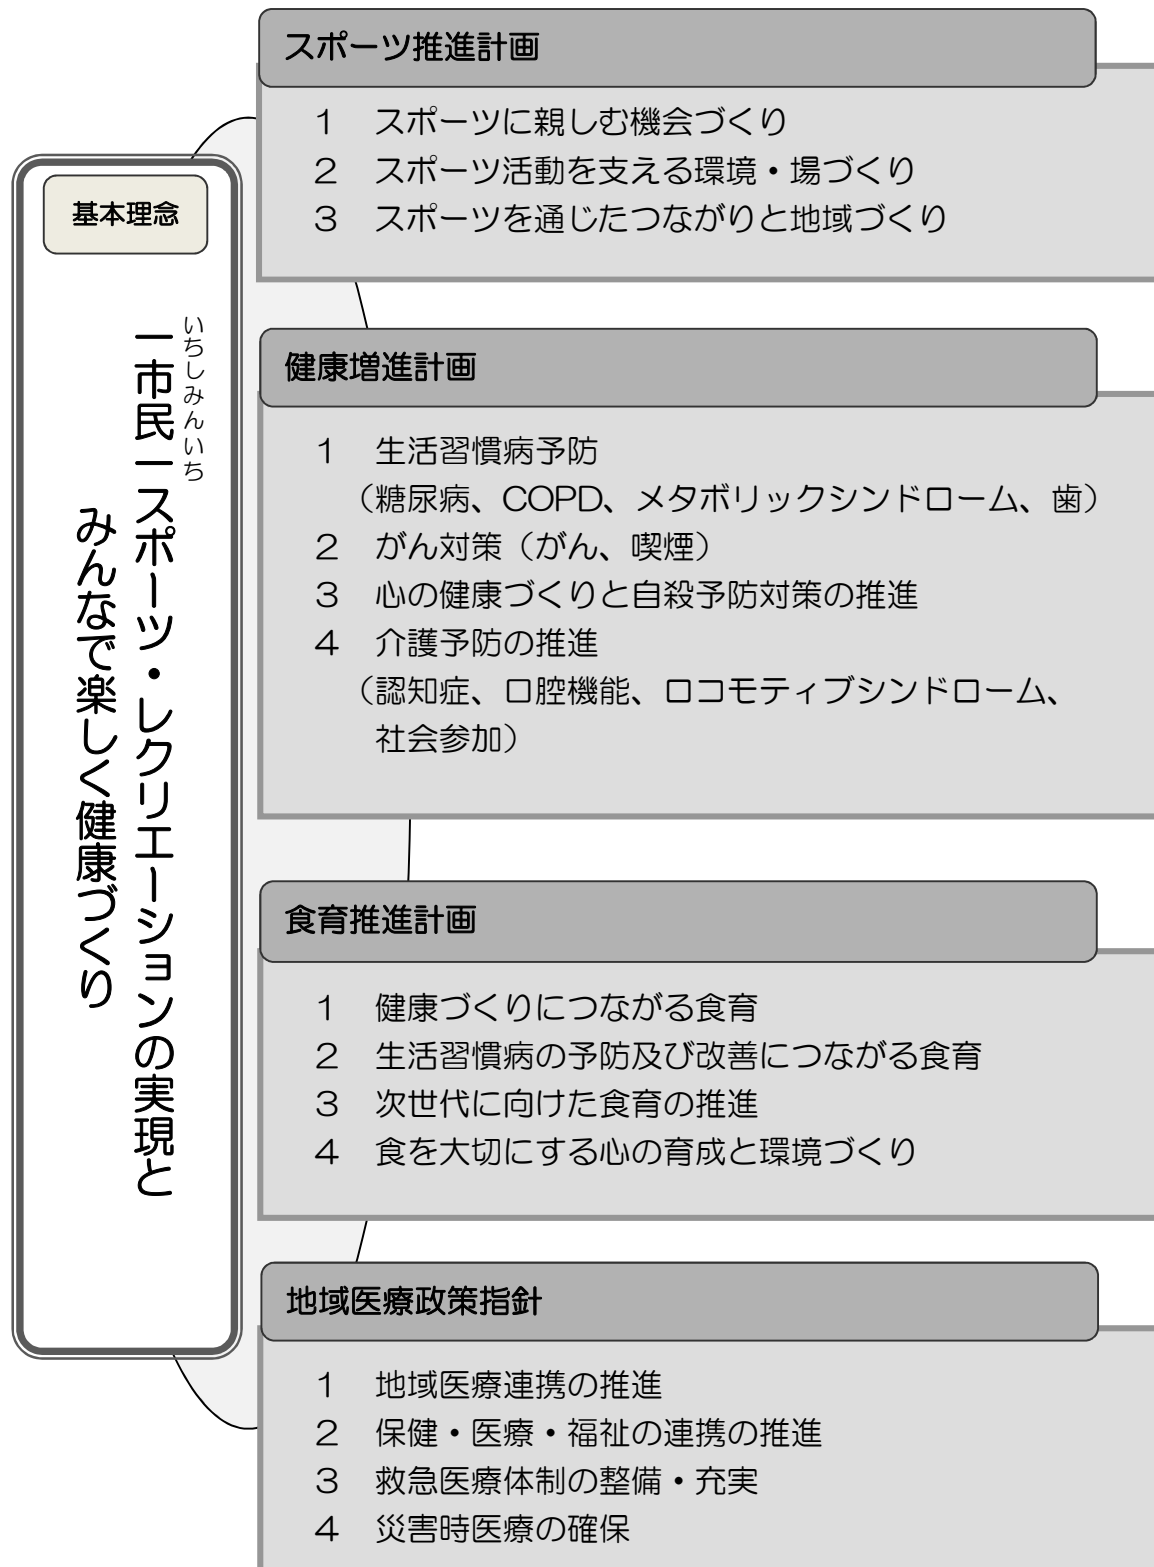 基本理念
いちしみんいち
一市民一スポーツ・レクリエーションの実現と
みんなで楽しく健康づくり
スポーツ推進計画
1 スポーツに親しむ機会づくり
2 スポーツ活動を支える環境・場づくり
3 スポーツを通じたつながりと地域づくり
健康増進計画
1 生活習慣病予防
（糖尿病、COPD、メタボリックシンドローム、歯）
2 がん対策（がん、喫煙）
3 心の健康づくりと自殺予防対策の推進
4 介護予防の推進
（認知症、口腔機能、ロコモティブシンドローム、
社会参加）
食育推進計画
1 健康づくりにつながる食育
2 生活習慣病の予防及び改善につながる食育
3 次世代に向けた食育の推進
4 食を大切にする心の育成と環境づくり
地域医療政策指針
1 地域医療連携の推進
2 保健・医療・福祉の連携の推進
3 救急医療体制の整備・充実
4 災害時医療の確保